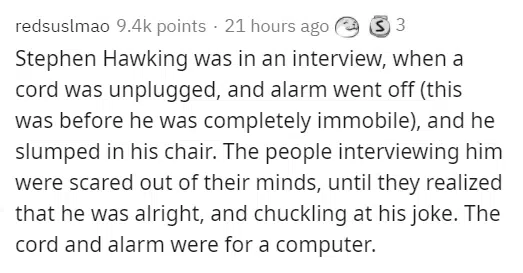 redsuslmao 9.4k points · 21 hours ago S 3
Stephen Hawking was in an interview, when a
cord was unplugged, and alarm went off (this
was before he was completely immobile), and he
slumped in his chair. The people interviewing him
were scared out of their minds, until they realized
that he was alright, and chuckling at his joke. The
cord and alarm were for a computer.